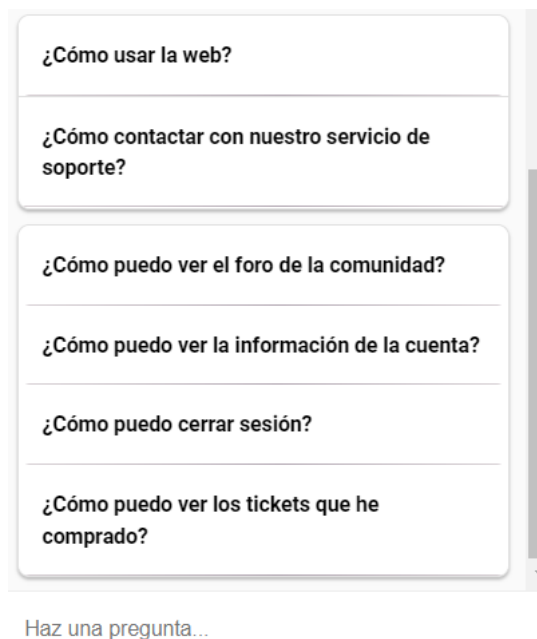 ¿Cómo usar la web?
¿Cómo contactar con nuestro servicio de
soporte?
¿Cómo puedo ver el foro de la comunidad?
¿Cómo puedo ver la información de la cuenta?
¿Cómo puedo cerrar sesión?
¿Cómo puedo ver los tickets que he
comprado?
Haz una pregunta...